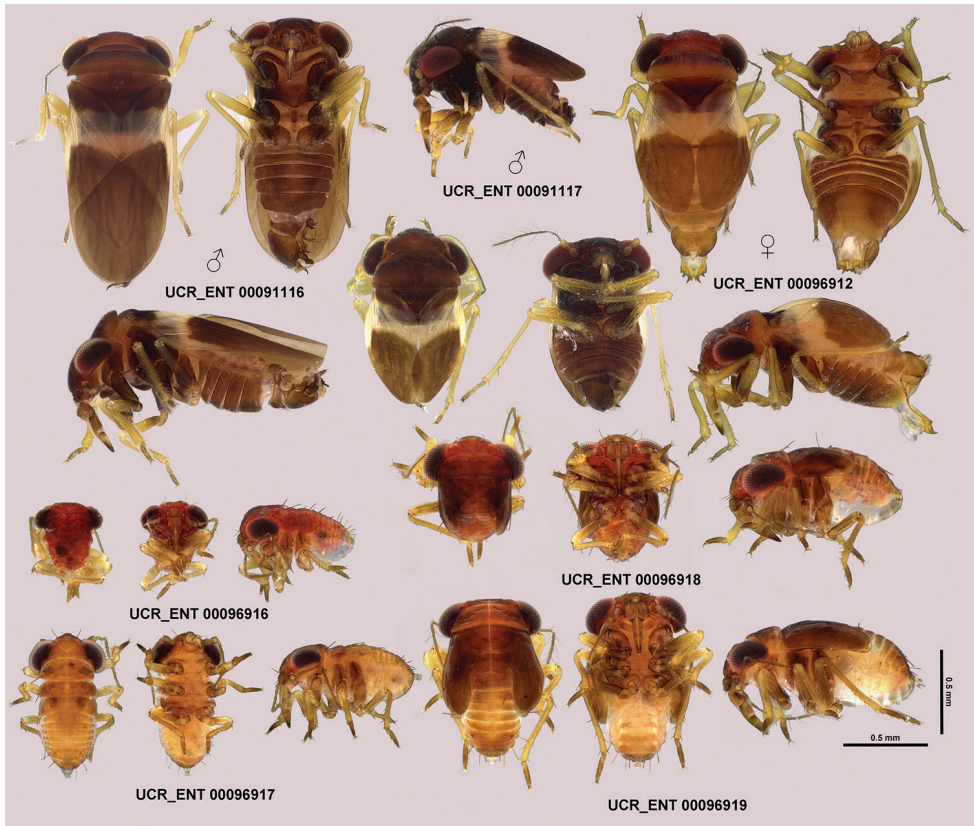 ♂
UCR_ENT 00091117
♂
UCR_ENT 00091116
♀
UCR_ENT 00096912
UCR_ENT 00096918
UCR_ENT 00096916
0.5 mm
0.5 mm
UCR_ENT 00096917
UCR_ENT 00096919